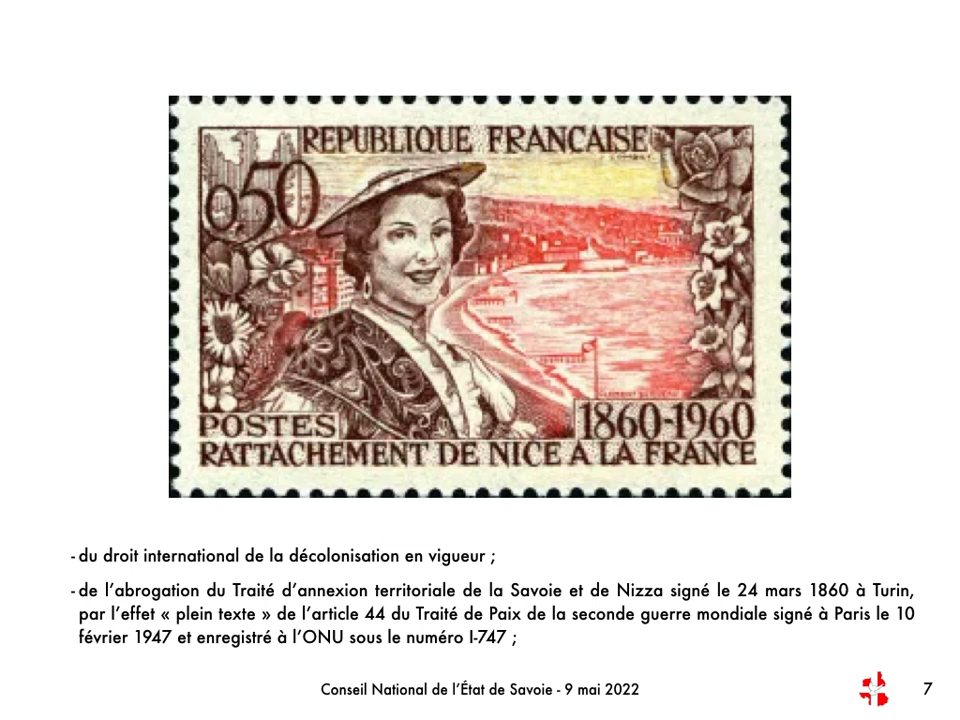 REPUBLIQUE FRANÇAISE
0,50
POSTES
1860-1960
RATTACHEMENT DE NICE A LA FRANCE
- du droit international de la décolonisation en vigueur ;
- de l’abrogation du Traité d’annexion territoriale de la Savoie et de Nizza signé le 24 mars 1860 à Turin,
par l’effet « plein texte » de l’article 44 du Traité de Paix de la seconde guerre mondiale signé à Paris le 10
février 1947 et enregistré à l’ONU sous le numéro I-747 ;
Conseil National de l’État de Savoie - 9 mai 2022
7